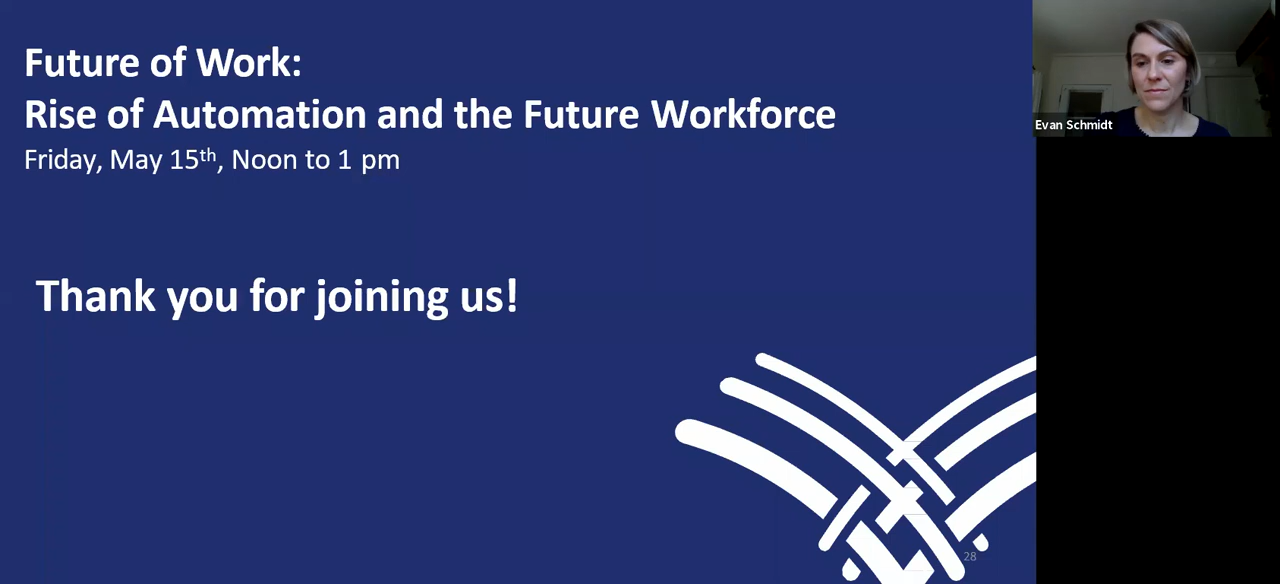 Future of Work:
Rise of Automation and the Future Workforce
Friday, May 15th, Noon to 1 pm
Thank you for joining us!
Evan Schmidt
28